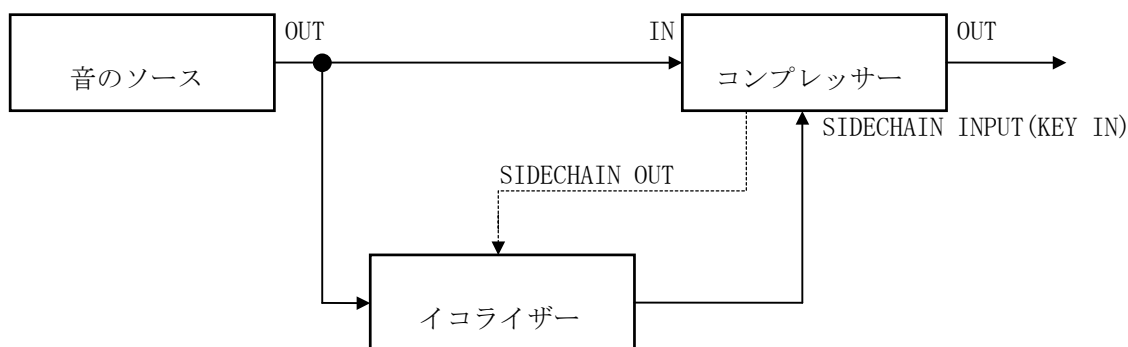 音のソース
OUT
IN
コンプレッサー
OUT
SIDECHAIN INPUT(KEY IN)
SIDECHAIN OUT
イコライザー